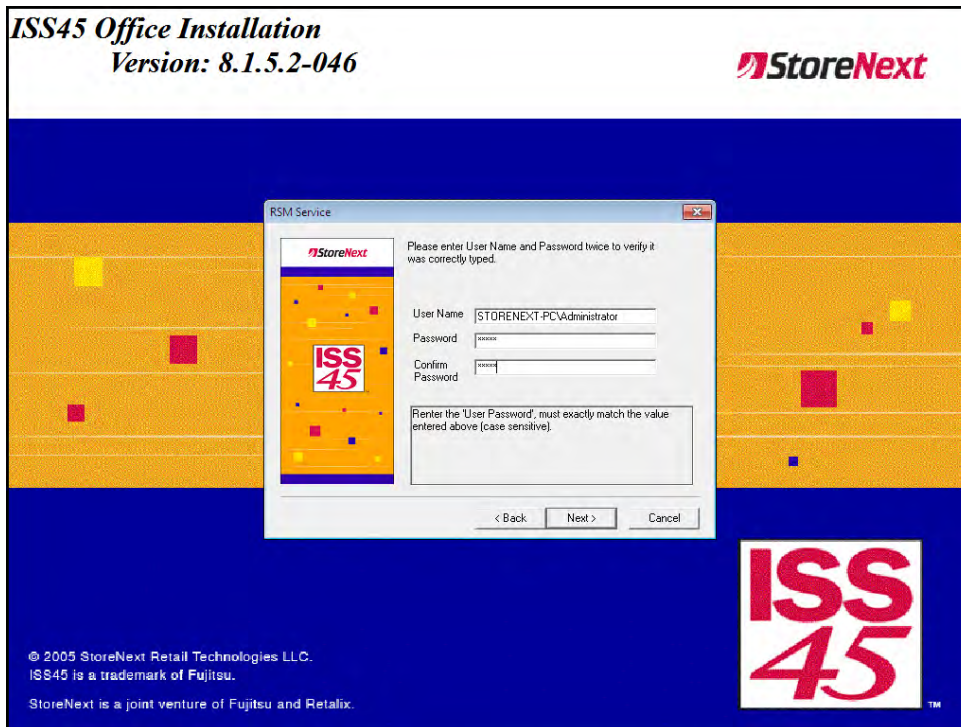 ISS45 Office Installation
Version: 8.1.5.2-046
StoreNext
RSM Service
StoreNext
Please enter User Name and Password twice to verify it
was correctly typed.
User Name STORENEXT-PC\Administrator
Password xxxxx
Confirm
Password xxxxx
ISS
45
Renter the 'User Password', must exactly match the value
entered above (case sensitive).
< Back Next > Cancel
ISS
45
TM
© 2005 StoreNext Retail Technologies LLC.
ISS45 is a trademark of Fujitsu.
StoreNext is a joint venture of Fujitsu and Retalix.